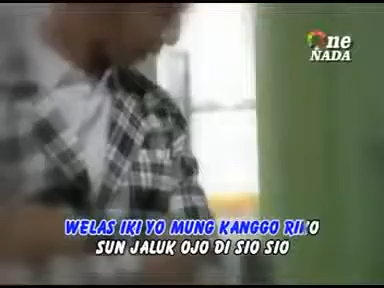 One
NADA
WELAS IKI YO MUNG KANGGO RIKO
SUN JALUK OJO DI SIO SIO